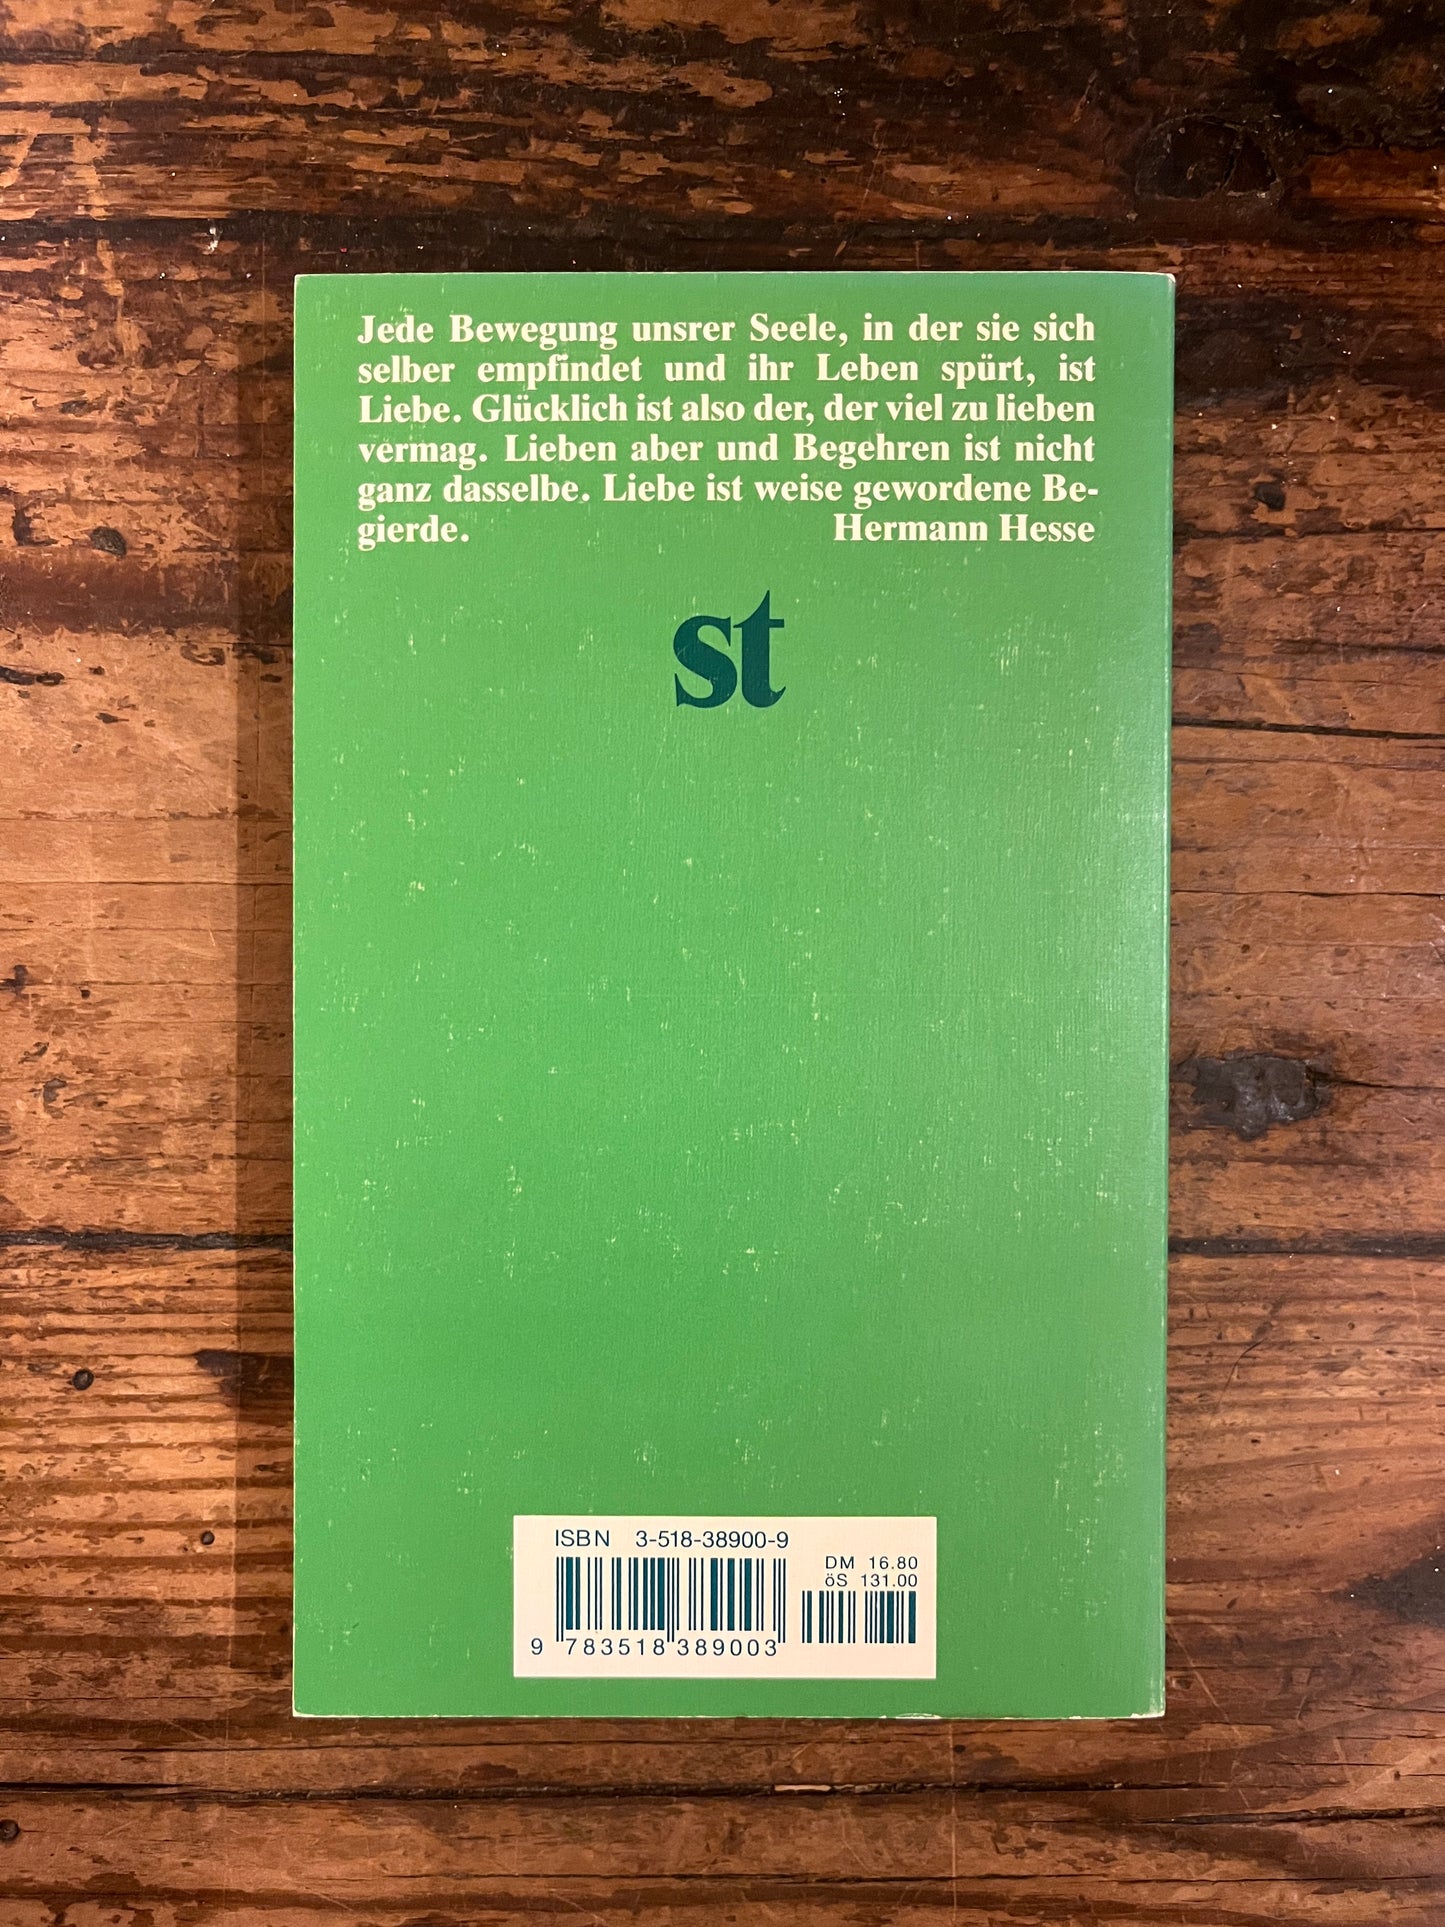 Jede Bewegung unsrer Seele, in der sie sich
selber empfindet und ihr Leben spürt, ist
Liebe. Glücklich ist also der, der viel zu lieben
vermag. Lieben aber und Begehren ist nicht
ganz dasselbe. Liebe ist weise gewordene Be-
gierde. Hermann Hesse
st
ISBN 3-518-38900-9
DM 16.80
öS 131.00
9 783518 389003